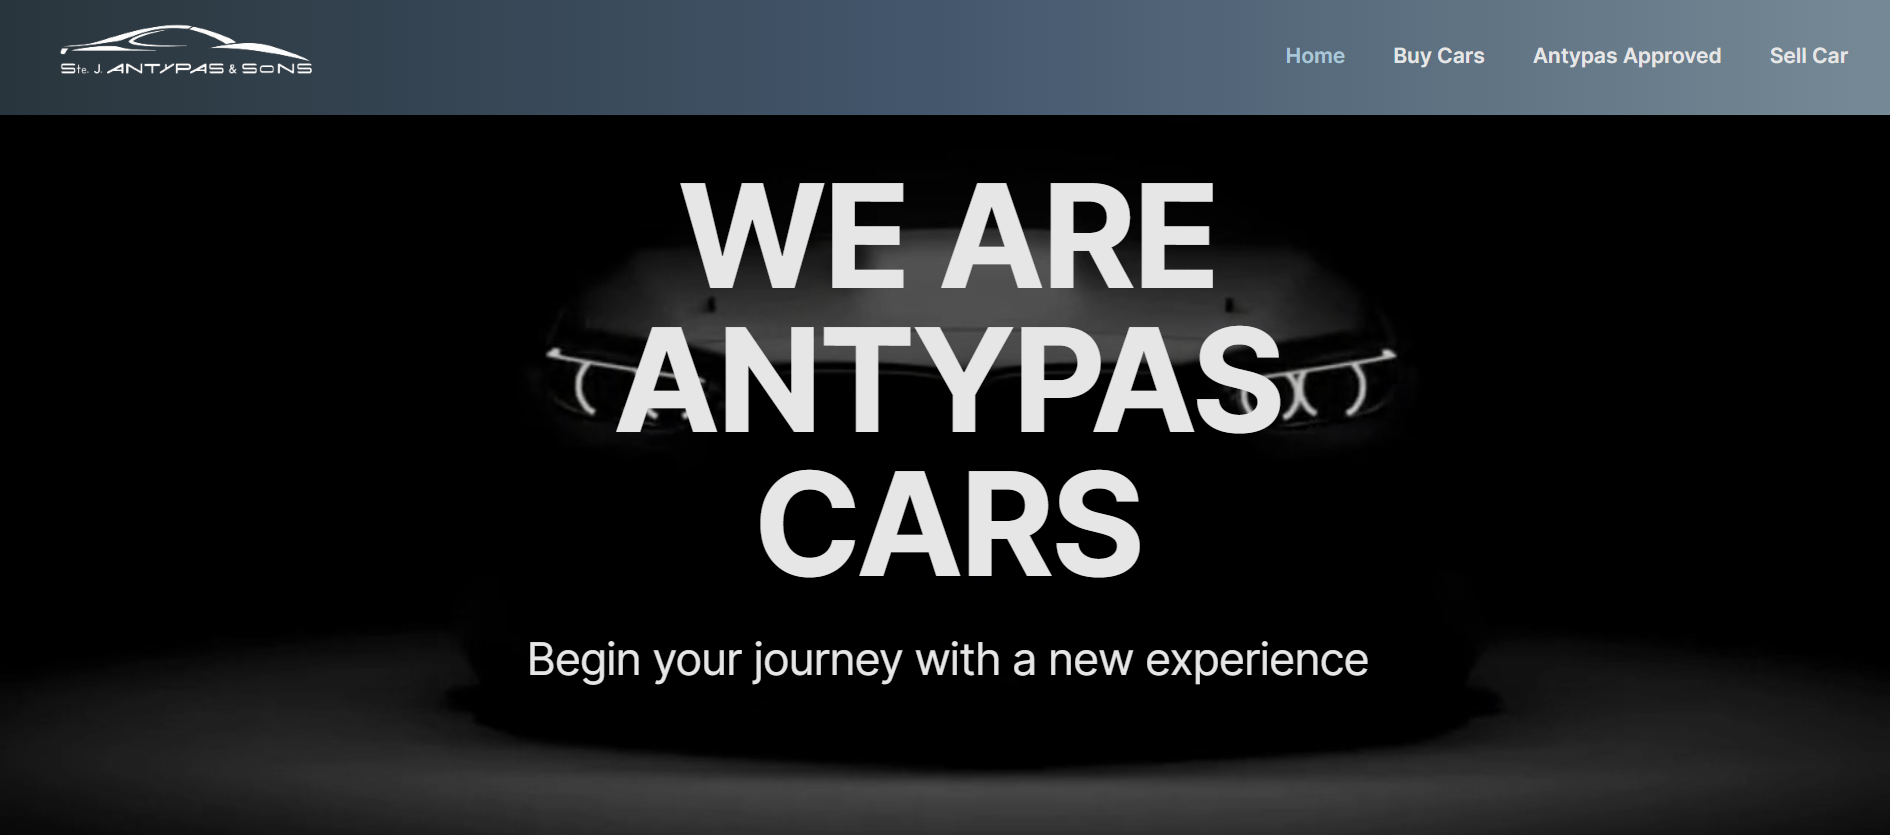 Ste. J. ANTYPAS & SONS
Home
Buy Cars
Antypas Approved
Sell Car
WE ARE
ANTYPAS
CARS
Begin your journey with a new experience